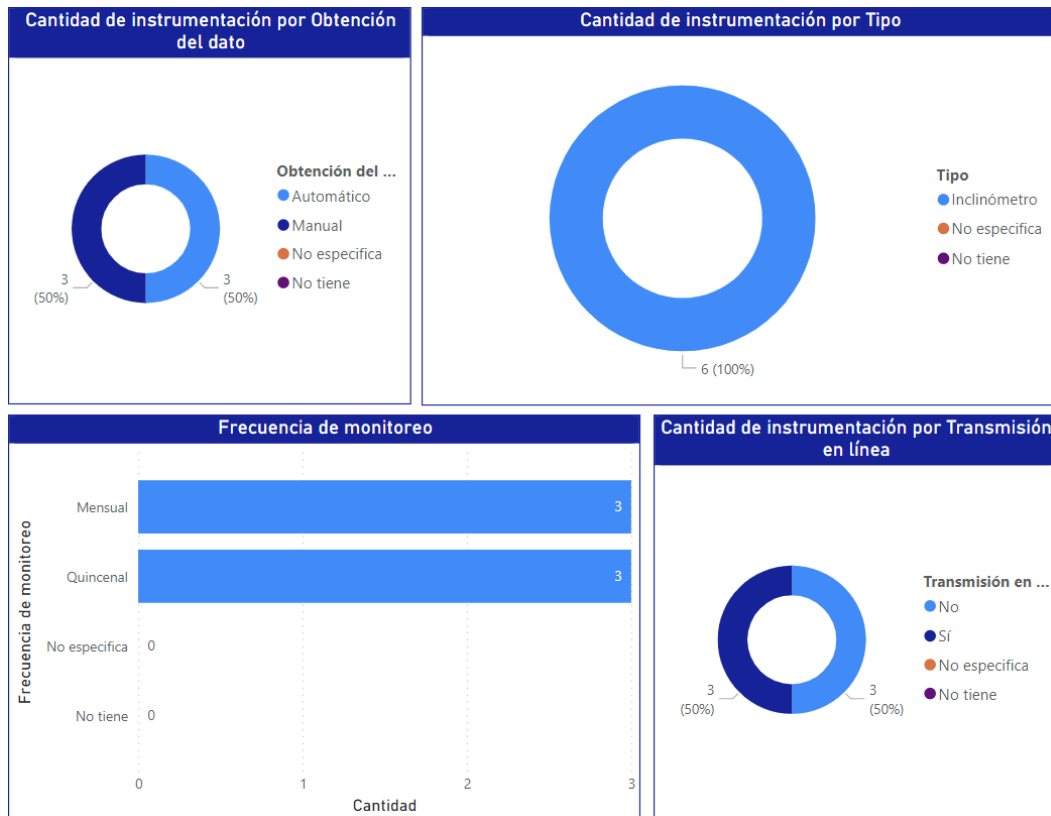 Cantidad de instrumentación por Obtención
del dato
Obtención del ...
Automático
Manual
No especifica
No tiene
3
(50%)
3
(50%)
Cantidad de instrumentación por Tipo
Tipo
Inclinómetro
No especifica
No tiene
6 (100%)
Frecuencia de monitoreo
Frecuencia de monitoreo
Mensual
3
Quincenal
3
No especifica
0
No tiene
0
0
1
2
3
Cantidad
Cantidad de instrumentación por Transmisión
en línea
Transmisión en ...
No
Sí
No especifica
No tiene
3
(50%)
3
(50%)